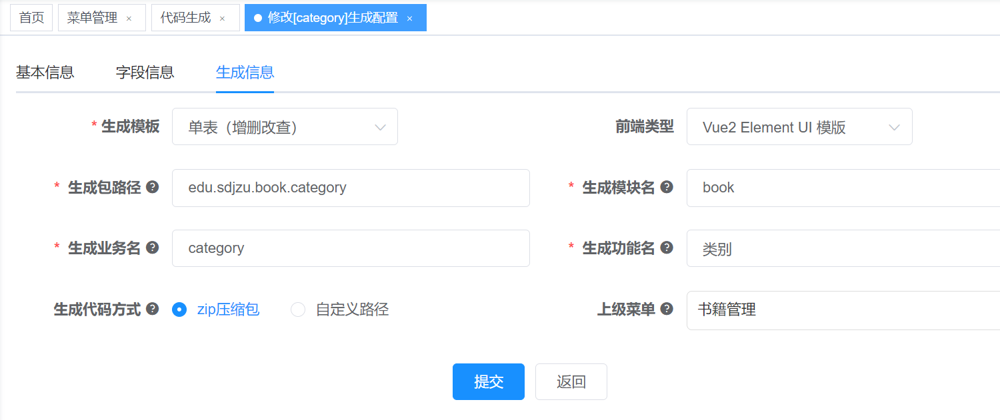 首页 菜单管理 × 代码生成 × 修改[category]生成配置 ×
基本信息 字段信息 生成信息
* 生成模板 单表（增删改查） 前端类型 Vue2 Element UI 模版
* 生成包路径 ? edu.sdjzu.book.category * 生成模块名 ? book
* 生成业务名 ? category * 生成功能名 ? 类别
生成代码方式 ? zip压缩包 自定义路径 上级菜单 ? 书籍管理
提交 返回